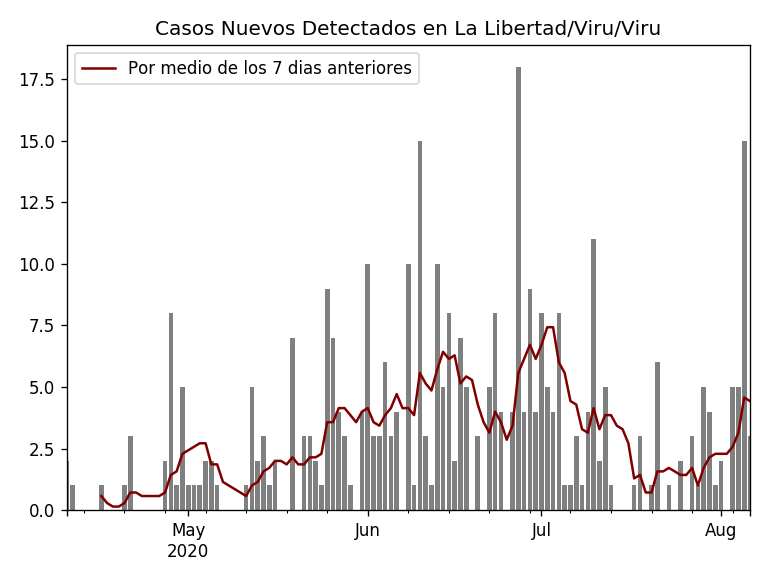 Casos Nuevos Detectados en La Libertad/Viru/Viru
Por medio de los 7 dias anteriores
17.5
15.0
12.5
10.0
7.5
5.0
2.5
0.0
May
2020
Jun
Jul
Aug